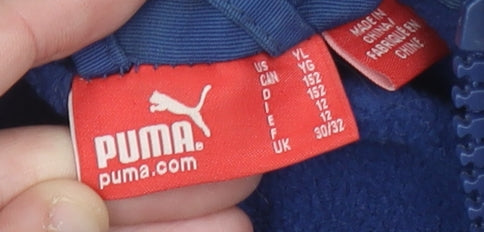 PUMA®
puma.com
US YL
CAN YG
D 152
I 152
E 12
F 12
UK 30/32
MADE IN
CHINA/
FABRIQUÉ EN
CHINE